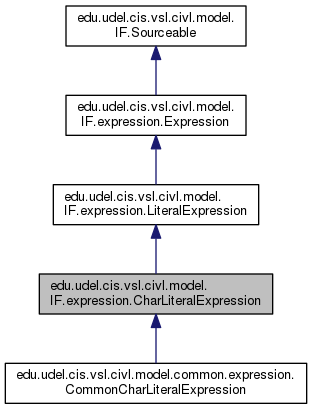 edu.udel.cis.vsl.civl.model.
IF.Sourceable
edu.udel.cis.vsl.civl.model.
IF.expression.Expression
edu.udel.cis.vsl.civl.model.
IF.expression.LiteralExpression
edu.udel.cis.vsl.civl.model.
IF.expression.CharLiteralExpression
edu.udel.cis.vsl.civl.model.common.expression.
CommonCharLiteralExpression